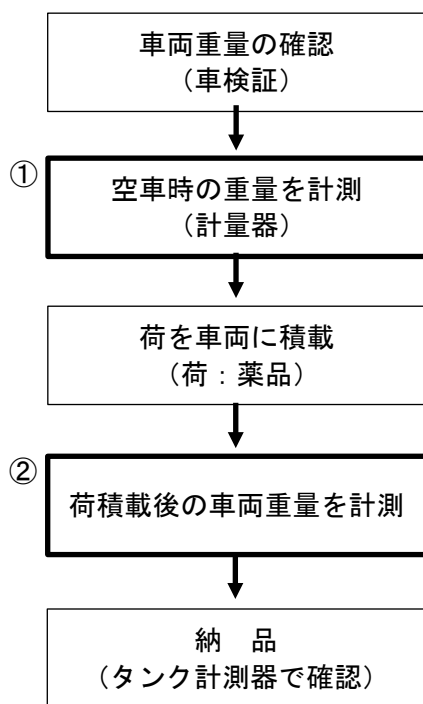 車両重量の確認
（車検証）
①
空車時の重量を計測
（計量器）
荷を車両に積載
（荷：薬品）
②
荷積載後の車両重量を計測
納　品
（タンク計測器で確認）